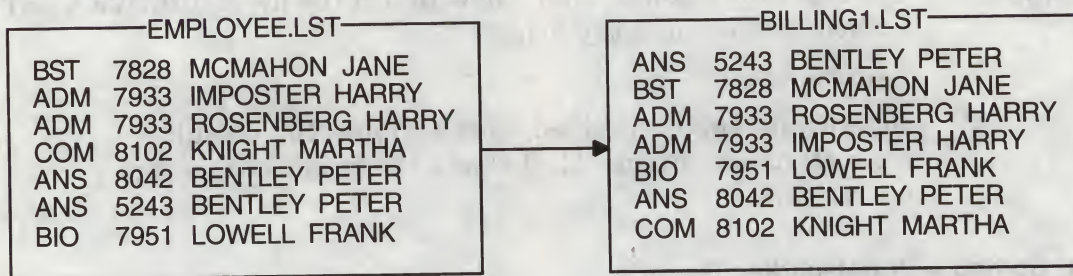 EMPLOYEE.LST
BST 7828 MCMAHON JANE
ADM 7933 IMPOSTER HARRY
ADM 7933 ROSENBERG HARRY
COM 8102 KNIGHT MARTHA
ANS 8042 BENTLEY PETER
ANS 5243 BENTLEY PETER
BIO 7951 LOWELL FRANK
BILLING1.LST
ANS 5243 BENTLEY PETER
BST 7828 MCMAHON JANE
ADM 7933 ROSENBERG HARRY
ADM 7933 IMPOSTER HARRY
BIO 7951 LOWELL FRANK
ANS 8042 BENTLEY PETER
COM 8102 KNIGHT MARTHA